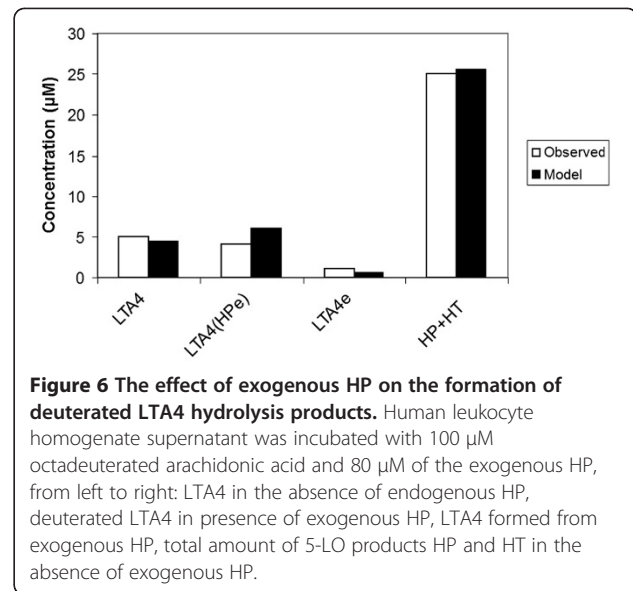 30
25
20
15
10
5
0
Concentration (µM)
Observed
Model
LTA4
LTA4(HPe)
LTA4e
HP+HT
Figure 6 The effect of exogenous HP on the formation of
deuterated LTA4 hydrolysis products. Human leukocyte
homogenate supernatant was incubated with 100 µM
octadeuterated arachidonic acid and 80 µM of the exogenous HP,
from left to right: LTA4 in the absence of endogenous HP,
deuterated LTA4 in presence of exogenous HP, LTA4 formed from
exogenous HP, total amount of 5-LO products HP and HT in the
absence of exogenous HP.